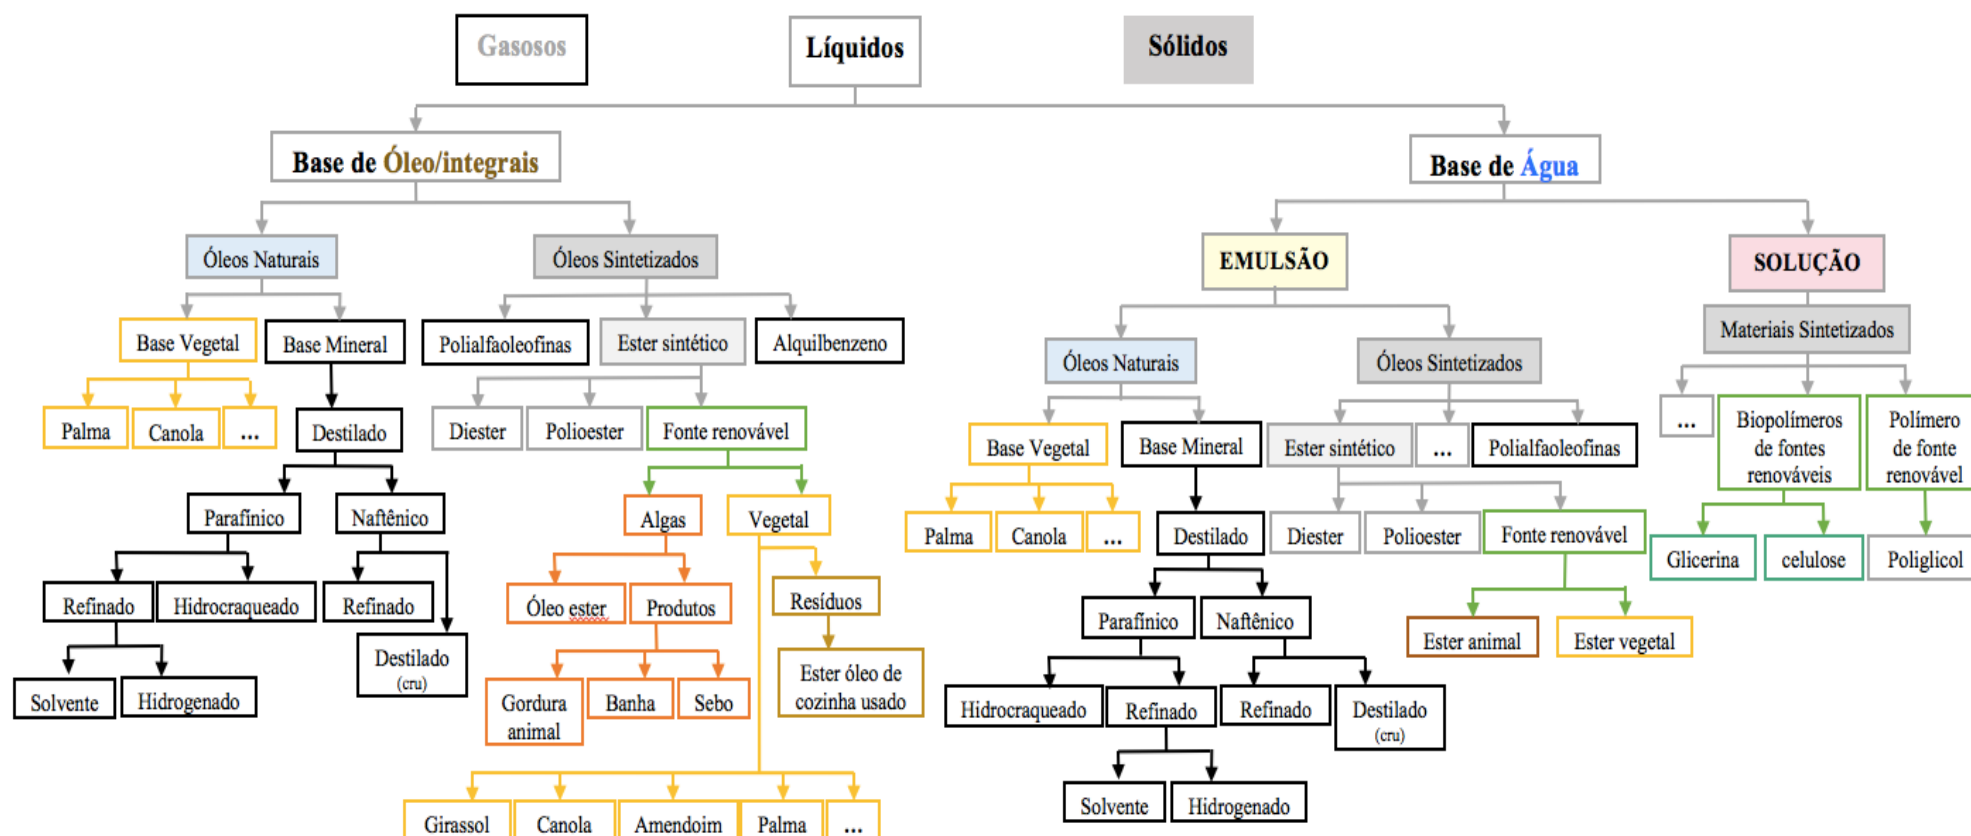 Gasosos
Líquidos
Sólidos
Base de Óleo/integrais
Base de Água
Óleos Naturais
Óleos Sintetizados
EMULSÃO
SOLUÇÃO
Base Vegetal
Base Mineral
Polialfaoleofinas
Ester sintético
Alquilbenzeno
Óleos Naturais
Óleos Sintetizados
Materiais Sintetizados
Palma
Canola
...
Destilado
Diester
Polioester
Fonte renovável
Base Vegetal
Base Mineral
Ester sintético
...
Polialfaoleofinas
...
Biopolímeros
de fontes
renováveis
Polímero
de fonte
renovável
Parafínico
Naftênico
Algas
Vegetal
Palma
Canola
...
Destilado
Diester
Polioester
Fonte renovável
Glicerina
celulose
Poliglicol
Refinado
Hidrocraqueado
Refinado
Óleo ester
Produtos
Resíduos
Parafínico
Naftênico
Ester animal
Ester vegetal
Solvente
Hidrogenado
Destilado
(cru)
Gordura
animal
Banha
Sebo
Ester óleo de
cozinha usado
Hidrocraqueado
Refinado
Refinado
Destilado
(cru)
Solvente
Hidrogenado
Girassol
Canola
Amendoim
Palma
...